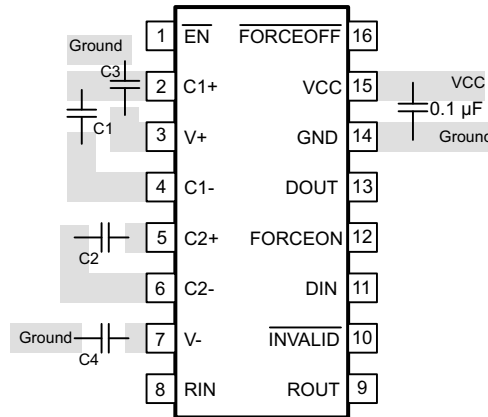 Ground
C3
C1
C2
Ground
C4
1 EN FORCEOFF 16
2 C1+ VCC 15
3 V+ GND 14
4 C1- DOUT 13
5 C2+ FORCEON 12
6 C2- DIN 11
7 V- INVALID 10
8 RIN ROUT 9
VCC
0.1 µF
Ground